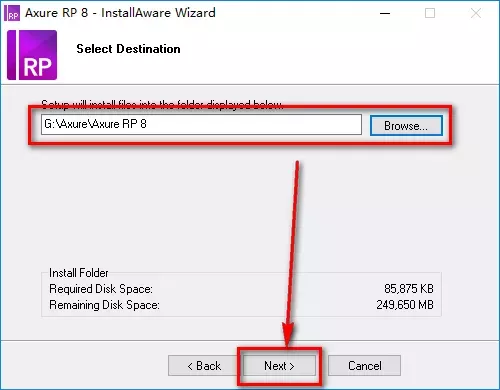 RP Axure RP 8 - InstallAware Wizard
RP
Select Destination
Setup will install files into the folder displayed below.
G:\Axure\Axure RP 8
Browse...
Install Folder
Required Disk Space: 85,875 KB
Remaining Disk Space: 249,650 MB
< Back Next > Cancel